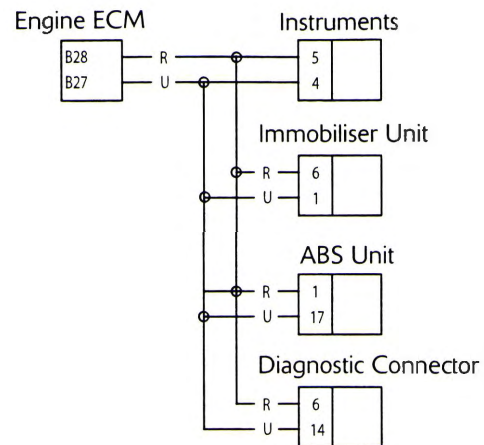 Engine ECM
Instruments
B28 R 5
B27 U 4
Immobiliser Unit
R 6
U 1
ABS Unit
R 1
U 17
Diagnostic Connector
R 6
U 14